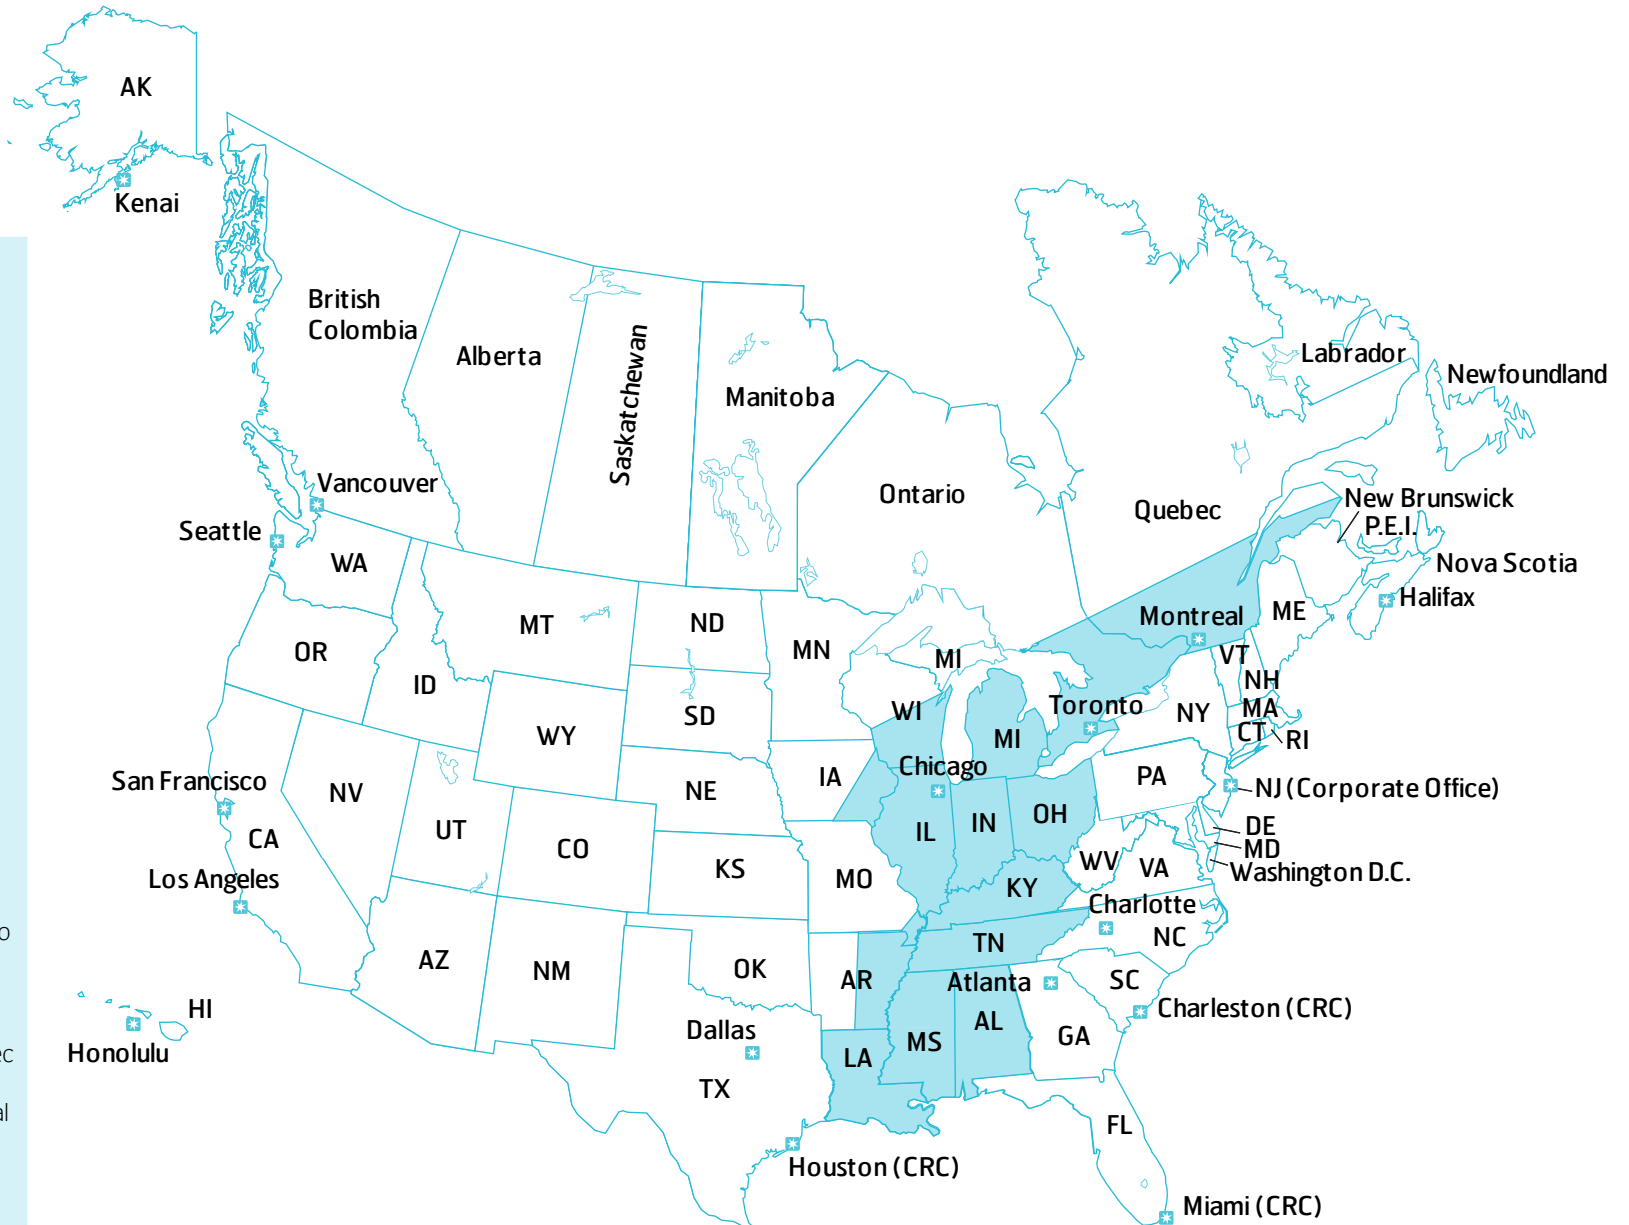 AK
Kenai
British
Colombia
Alberta
Saskatchewan
Manitoba
Ontario
Quebec
Labrador
Newfoundland
New Brunswick
P.E.I.
Nova Scotia
Halifax
Vancouver
Seattle
WA
MT
ND
MN
MI
Montreal
ME
VT
NH
OR
ID
SD
WI
MI
Toronto
NY
MA
CT
RI
WY
San Francisco
NV
NE
IA
Chicago
PA
NJ (Corporate Office)
CA
UT
CO
IL
IN
OH
DE
MD
Washington D.C.
Los Angeles
KS
MO
KY
WV
VA
Charlotte
NC
o
AZ
NM
OK
AR
TN
Atlanta
SC
Charleston (CRC)
HI
Honolulu
ec
al
Dallas
TX
LA
MS
AL
GA
FL
Houston (CRC)
Miami (CRC)